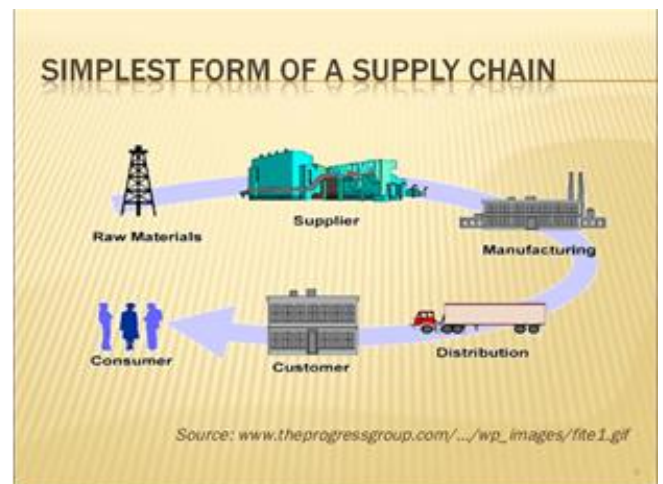 SIMPLEST FORM OF A SUPPLY CHAIN
Raw Materials
Supplier
Manufacturing
Distribution
Customer
Consumer
Source: www.theprogressgroup.com/.../wp_images/fite1.gif